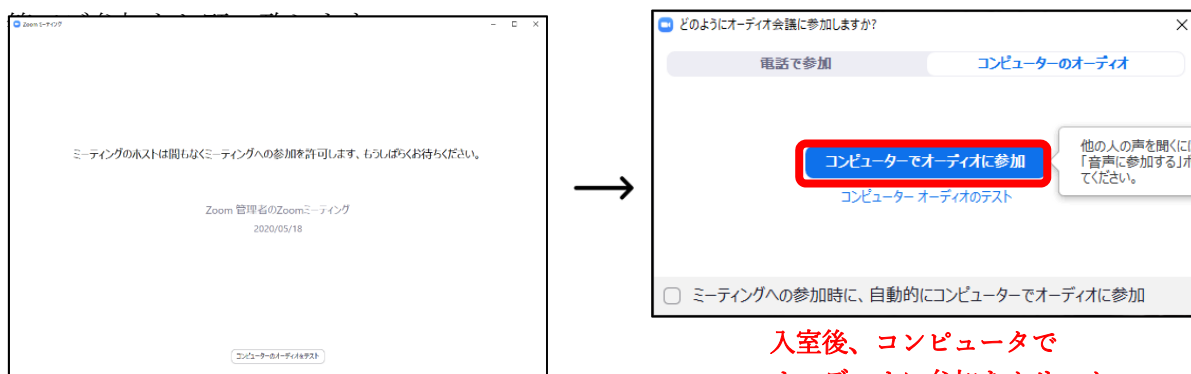 Zoom ミーティング
ミーティングのホストは間もなくミーティングへの参加を許可します、もうしばらくお待ちください。
Zoom 管理者のZoomミーティング
2020/05/18
コンピューターのオーディオをテスト
どのようにオーディオ会議に参加しますか?
電話で参加
コンピューターのオーディオ
コンピューターでオーディオに参加
他の人の声を聞くに
「音声に参加する」
てください。
コンピューター オーディオのテスト
ミーティングへの参加時に、自動的にコンピューターでオーディオに参加
入室後、コンピュータで